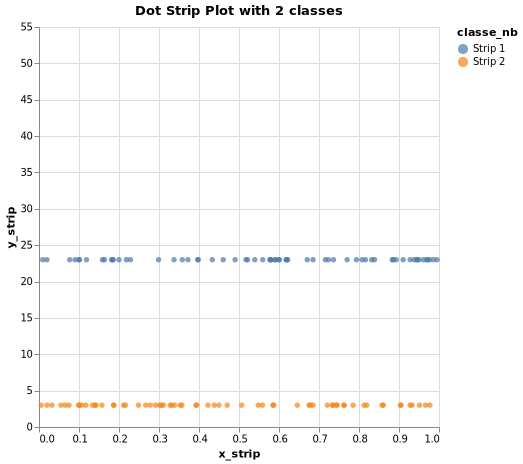 Dot Strip Plot with 2 classes
classe_nb
Strip 1
Strip 2
y_strip
55
50
45
40
35
30
25
20
15
10
5
0
0.0 0.1 0.2 0.3 0.4 0.5 0.6 0.7 0.8 0.9 1.0
x_strip